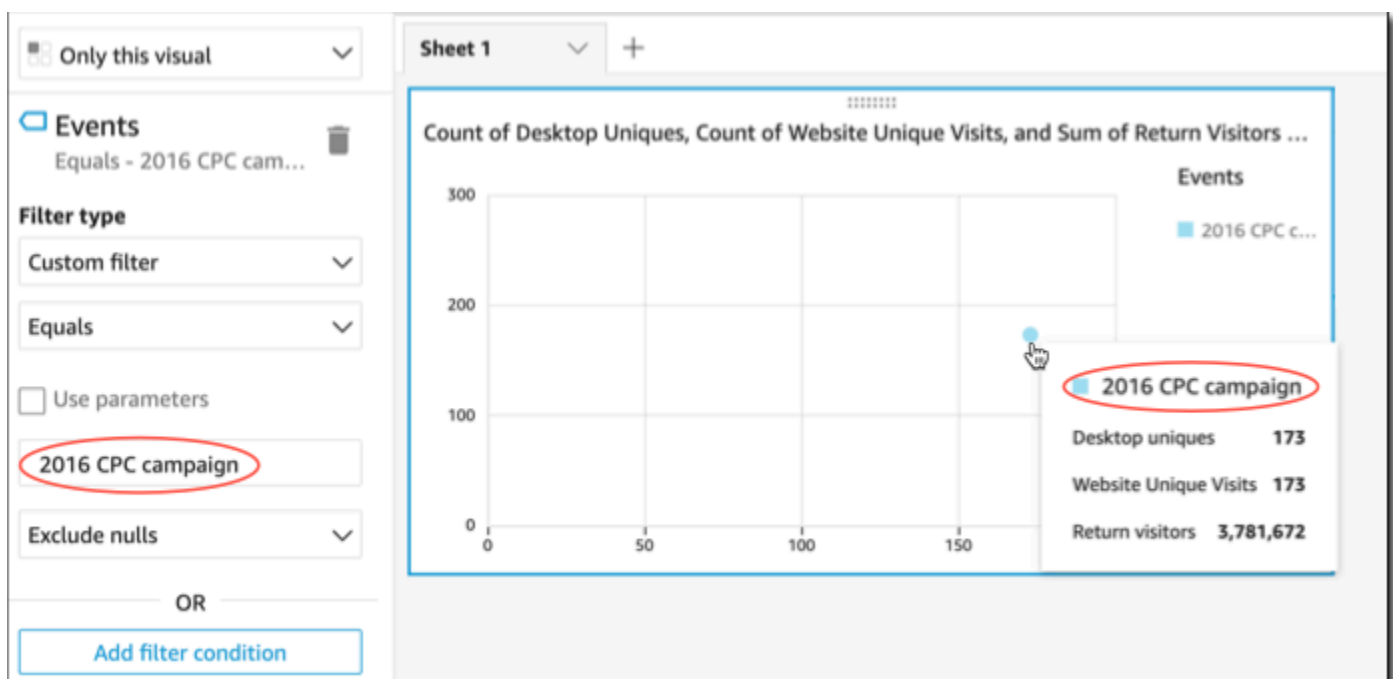 Only this visual
Events
Equals - 2016 CPC cam...
Filter type
Custom filter
Equals
Use parameters
2016 CPC campaign
Exclude nulls
OR
Add filter condition
Sheet 1
Count of Desktop Uniques, Count of Website Unique Visits, and Sum of Return Visitors ...
Events
2016 CPC c...
300
200
100
0
0 50 100 150
2016 CPC campaign
Desktop uniques 173
Website Unique Visits 173
Return visitors 3,781,672